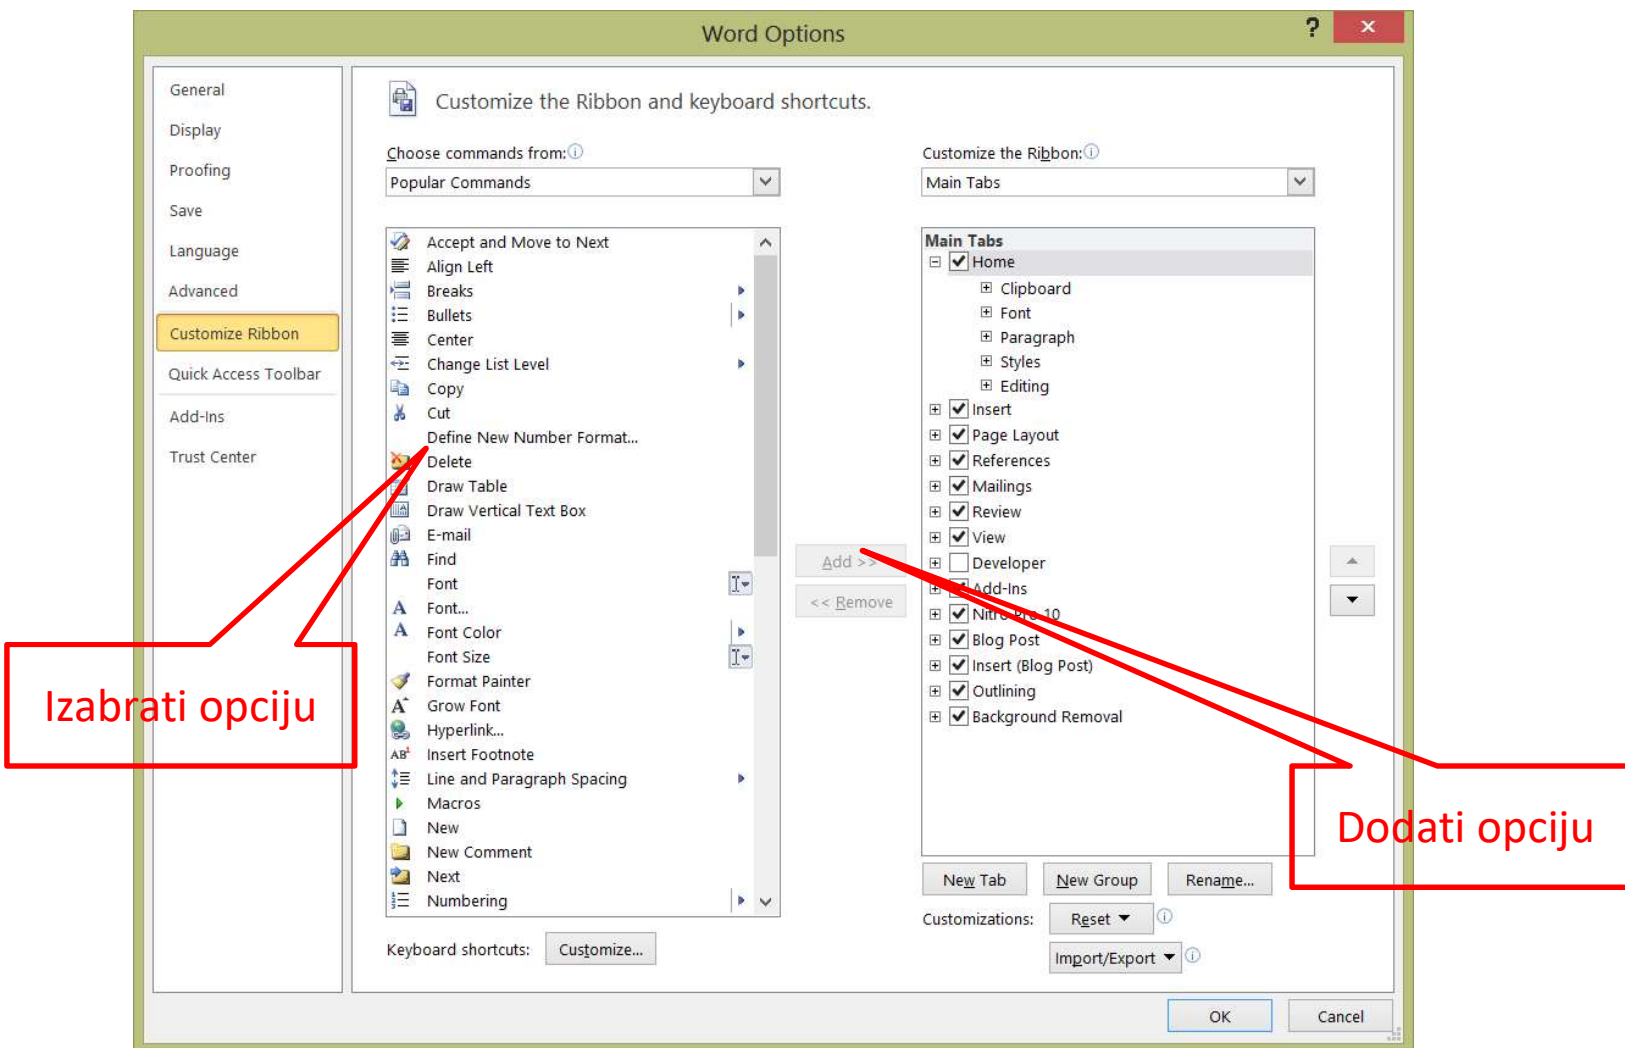 Word Options
?
General
Display
Proofing
Save
Language
Advanced
Customize Ribbon
Quick Access Toolbar
Add-Ins
Trust Center
Customize the Ribbon and keyboard shortcuts.
Choose commands from:
Popular Commands
Accept and Move to Next
Align Left
Breaks
Bullets
Center
Change List Level
Copy
Cut
Define New Number Format...
Delete
Draw Table
Draw Vertical Text Box
E-mail
Find
Font
Font...
Font Color
Font Size
Format Painter
Grow Font
Hyperlink...
Insert Footnote
Line and Paragraph Spacing
Macros
New
New Comment
Next
Numbering
Keyboard shortcuts: Customize...
Add >>
<< Remove
Customize the Ribbon:
Main Tabs
Main Tabs
Home
Clipboard
Font
Paragraph
Styles
Editing
Insert
Page Layout
References
Mailings
Review
View
Developer
Add-Ins
Nitro Pro 10
Blog Post
Insert (Blog Post)
Outlining
Background Removal
New Tab New Group Rename...
Customizations: Reset
Import/Export
OK Cancel
Izabrati opciju
Dodati opciju